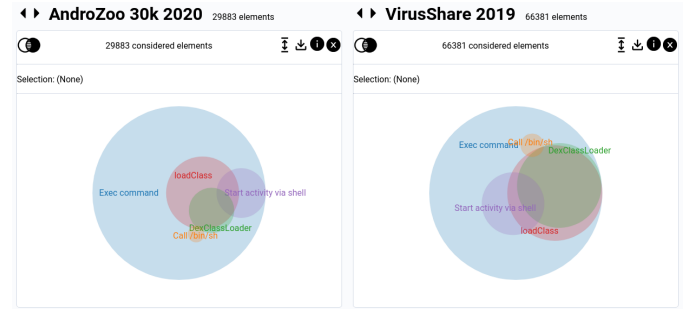 AndroZoo 30k 2020 29883 elements
29883 considered elements
Selection: (None)
loadClass
Exec command
Start activity via shell
DexClassLoader
Call /bin/sh
VirusShare 2019 66381 elements
66381 considered elements
Selection: (None)
Call /bin/sh
Exec command
DexClassLoader
Start activity via shell
loadClass